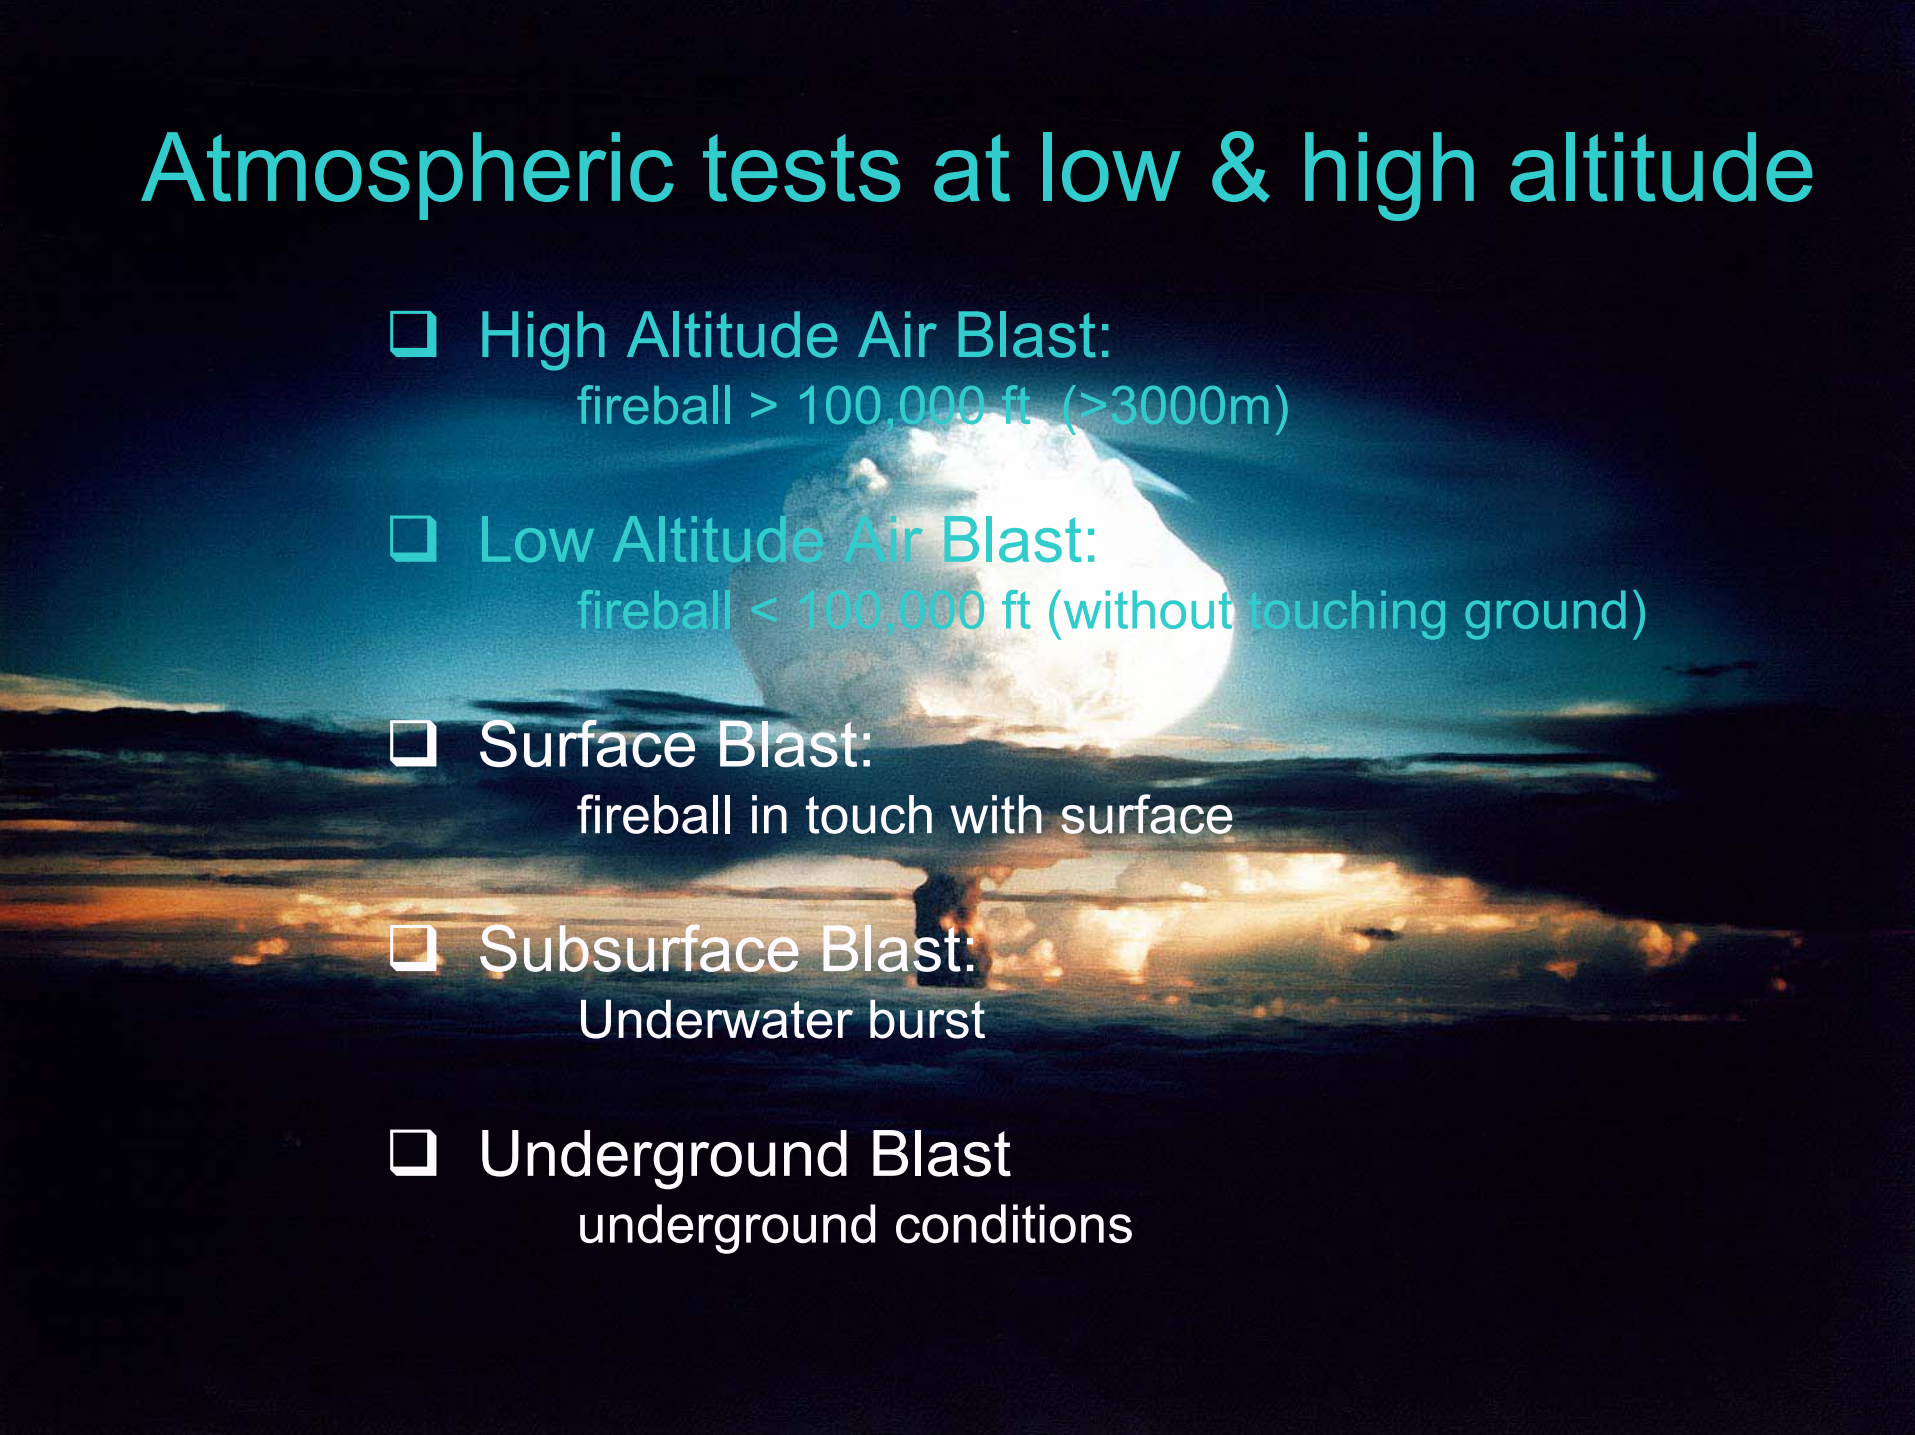 Atmospheric tests at low & high altitude
High Altitude Air Blast:
fireball > 100,000 ft (>3000m)
Low Altitude Air Blast:
fireball < 100,000 ft (without touching ground)
Surface Blast:
fireball in touch with surface
Subsurface Blast:
Underwater burst
Underground Blast
underground conditions